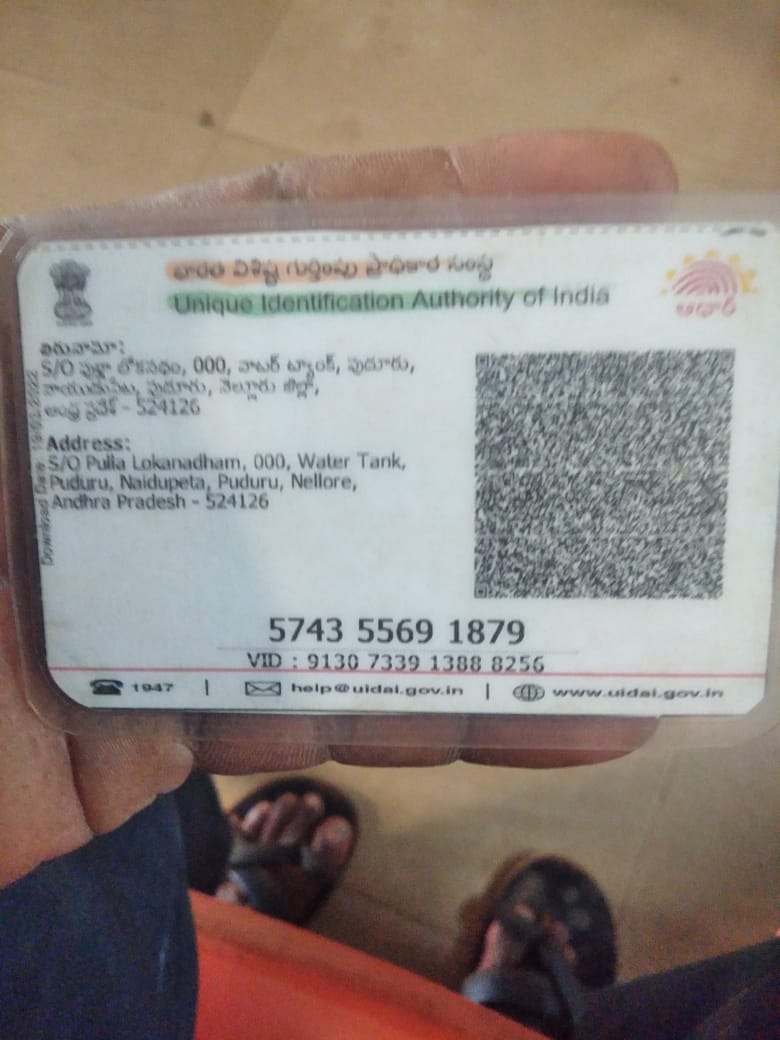 భారత విశిష్ట గుర్తింపు ప్రాధికార సంస్థ
Unique Identification Authority of India
ఆధార్
చిరునామా:
S/O పుల్లా లోకనాధం, 000, వాటర్ ట్యాంక్, పుదూరు,
నాయుడుపేట, పుదూరు, నెల్లూరు జిల్లా,
ఆంధ్ర ప్రదేశ్ - 524126
Address:
S/O Pulla Lokanadham, 000, Water Tank,
Puduru, Naidupeta, Puduru, Nellore,
Andhra Pradesh - 524126
Download Date:
5743 5569 1879
VID : 9130 7339 1388 8256
1947 | help@uidai.gov.in | www.uidai.gov.in